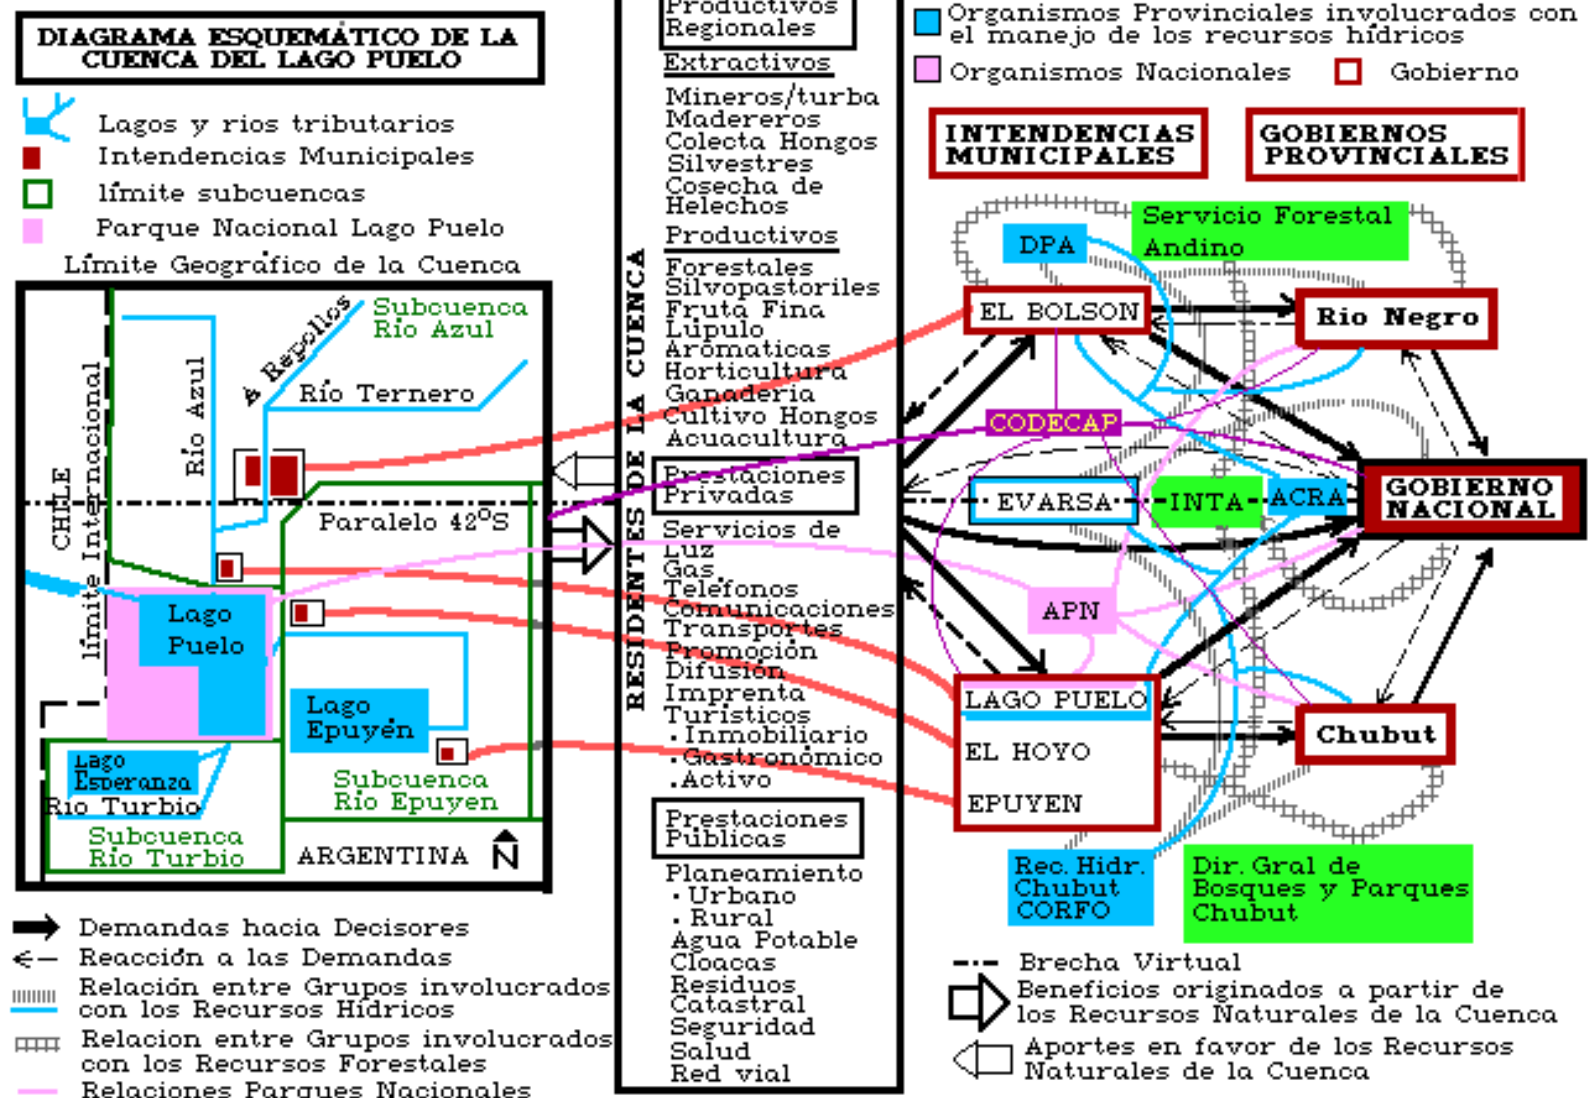 DIAGRAMA ESQUEMÁTICO DE LA
CUENCA DEL LAGO PUELO
Lagos y rios tributarios
Intendencias Municipales
límite subcuencas
Parque Nacional Lago Puelo
Límite Geográfico de la Cuenca
CHILE
límite Internacional
Río Azul
A Repollos
Subcuenca
Río Azul
Río Ternero
Paralelo 42ºS
Lago
Puelo
Lago
Epuyén
Lago
Esperanza
Río Turbio
Subcuenca
Río Turbio
Subcuenca
Río Epuyen
ARGENTINA
N
Demandas hacia Decisores
Reacción a las Demandas
Relación entre Grupos involucrados
con los Recursos Hídricos
Relacion entre Grupos involucrados
con los Recursos Forestales
Relaciones Parques Nacionales
RESIDENTES DE LA CUENCA
Productivos
Regionales
Extractivos
Mineros/turba
Madereros
Colecta Hongos
Silvestres
Cosecha de
Helechos
Productivos
Forestales
Silvopastoriles
Fruta Fina
Lúpulo
Aromaticas
Horticultura
Ganaderia
Cultivo Hongos
Acuacultura
Prestaciones
Privadas
Servicios de
Luz
Gas
Teléfonos
Comunicaciones
Transportes
Promoción
Difusión
Imprenta
Turísticos
.Inmobiliario
.Gastronómico
.Activo
Prestaciones
Públicas
Planeamiento
. Urbano
. Rural
Agua Potable
Cloacas
Residuos
Catastral
Seguridad
Salud
Red vial
Organismos Provinciales involucrados con
el manejo de los recursos hídricos
Organismos Nacionales
Gobierno
INTENDENCIAS
MUNICIPALES
GOBIERNOS
PROVINCIALES
DPA
Servicio Forestal
Andino
EL BOLSON
Rio Negro
CODECAP
EVARSA
INTA
ACRA
GOBIERNO
NACIONAL
APN
LAGO PUELO
EL HOYO
EPUYEN
Chubut
Rec. Hidr.
Chubut
CORFO
Dir. Gral de
Bosques y Parques
Chubut
Brecha Virtual
Beneficios originados a partir de
los Recursos Naturales de la Cuenca
Aportes en favor de los Recursos
Naturales de la Cuenca